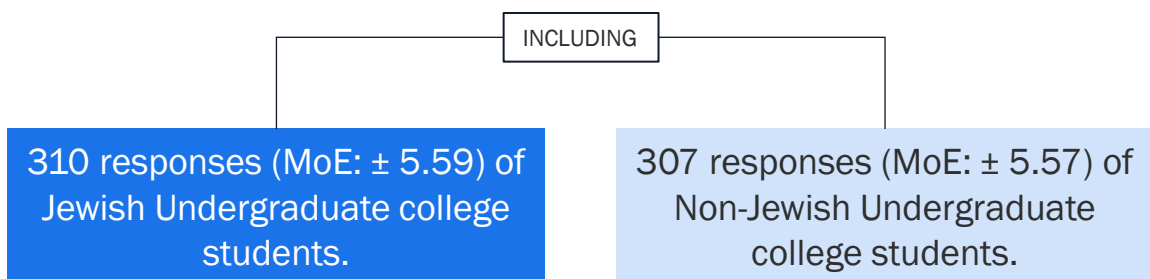 INCLUDING
310 responses (MoE: ± 5.59) of
Jewish Undergraduate college
students.
307 responses (MoE: ± 5.57) of
Non-Jewish Undergraduate
college students.